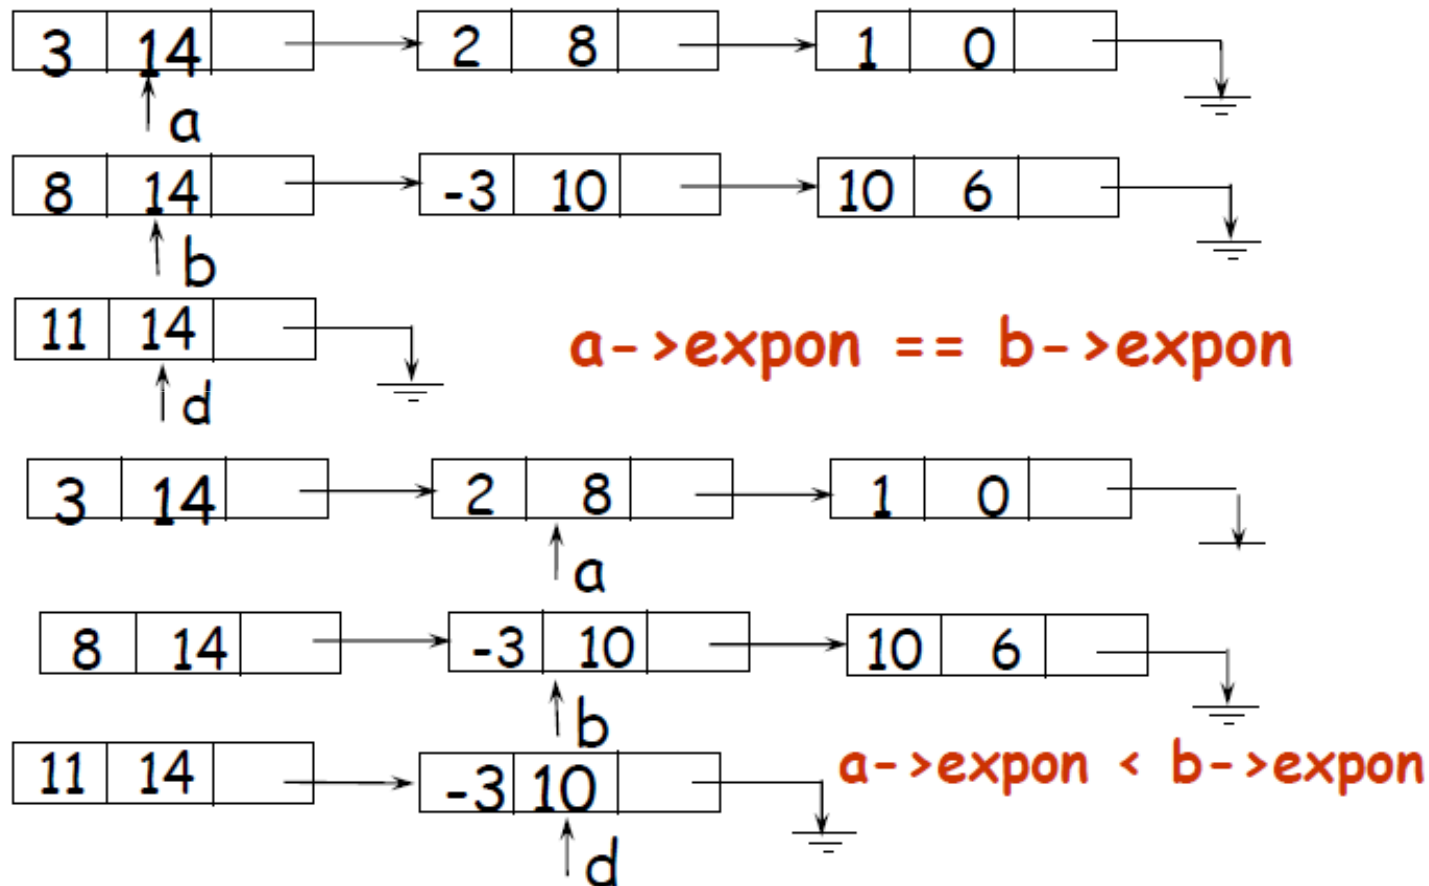 3 14 2 8 1 0
a
8 14 -3 10 10 6
b
11 14
a->expon == b->expon
d
3 14 2 8 1 0
a
8 14 -3 10 10 6
b
11 14 -3 10
a->expon < b->expon
d